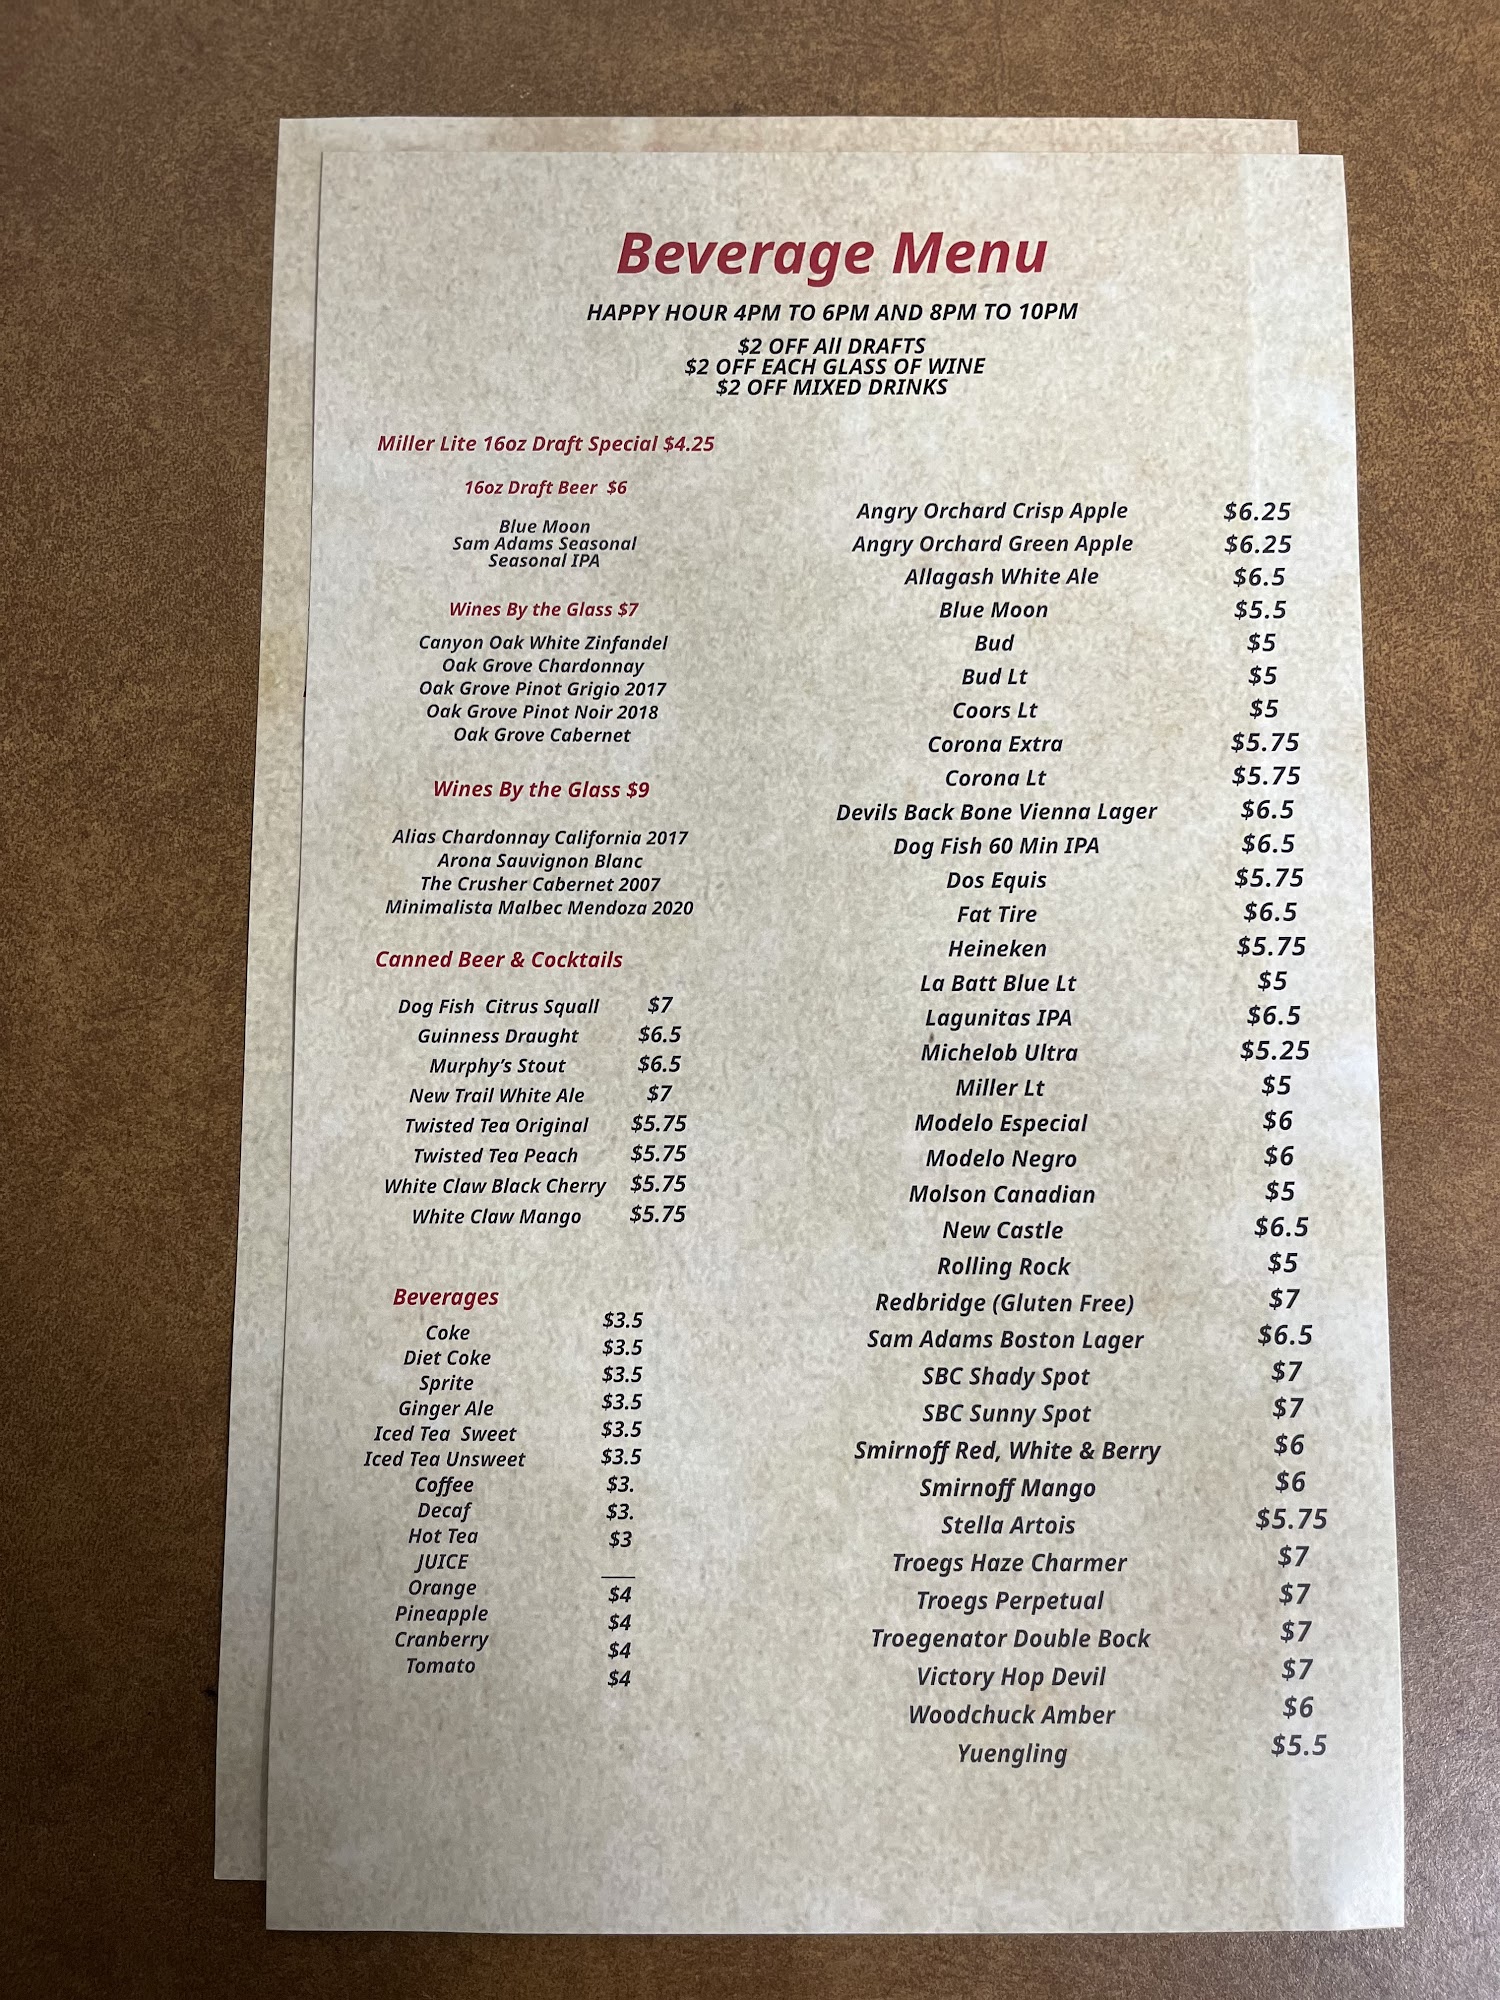 Beverage Menu
HAPPY HOUR 4PM TO 6PM AND 8PM TO 10PM
$2 OFF All DRAFTS
$2 OFF EACH GLASS OF WINE
$2 OFF MIXED DRINKS
Miller Lite 16oz Draft Special $4.25
16oz Draft Beer $6
Blue Moon
Sam Adams Seasonal
Seasonal IPA
Wines By the Glass $7
Canyon Oak White Zinfandel
Oak Grove Chardonnay
Oak Grove Pinot Grigio 2017
Oak Grove Pinot Noir 2018
Oak Grove Cabernet
Wines By the Glass $9
Alias Chardonnay California 2017
Arona Sauvignon Blanc
The Crusher Cabernet 2007
Minimalista Malbec Mendoza 2020
Canned Beer & Cocktails
Dog Fish Citrus Squall $7
Guinness Draught $6.5
Murphy’s Stout $6.5
New Trail White Ale $7
Twisted Tea Original $5.75
Twisted Tea Peach $5.75
White Claw Black Cherry $5.75
White Claw Mango $5.75
Beverages
Coke $3.5
Diet Coke $3.5
Sprite $3.5
Ginger Ale $3.5
Iced Tea Sweet $3.5
Iced Tea Unsweet $3.5
Coffee $3.
Decaf $3.
Hot Tea $3
JUICE ___
Orange $4
Pineapple $4
Cranberry $4
Tomato $4
Angry Orchard Crisp Apple $6.25
Angry Orchard Green Apple $6.25
Allagash White Ale $6.5
Blue Moon $5.5
Bud $5
Bud Lt $5
Coors Lt $5
Corona Extra $5.75
Corona Lt $5.75
Devils Back Bone Vienna Lager $6.5
Dog Fish 60 Min IPA $6.5
Dos Equis $5.75
Fat Tire $6.5
Heineken $5.75
La Batt Blue Lt $5
Lagunitas IPA $6.5
Michelob Ultra $5.25
Miller Lt $5
Modelo Especial $6
Modelo Negro $6
Molson Canadian $5
New Castle $6.5
Rolling Rock $5
Redbridge (Gluten Free) $7
Sam Adams Boston Lager $6.5
SBC Shady Spot $7
SBC Sunny Spot $7
Smirnoff Red, White & Berry $6
Smirnoff Mango $6
Stella Artois $5.75
Troegs Haze Charmer $7
Troegs Perpetual $7
Troegenator Double Bock $7
Victory Hop Devil $7
Woodchuck Amber $6
Yuengling $5.5